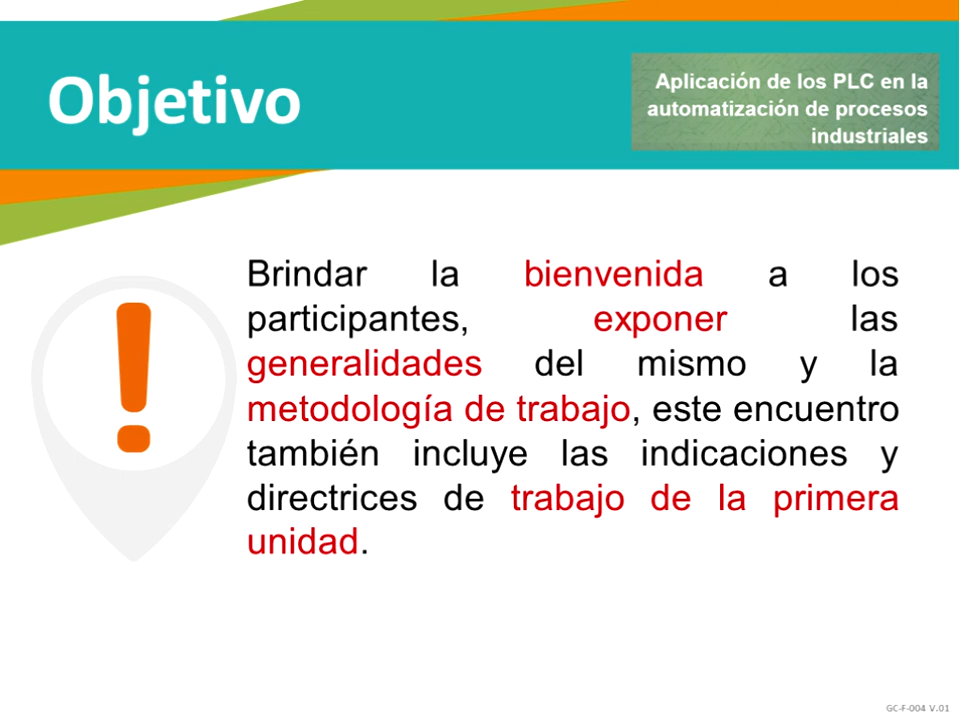 Objetivo
Aplicación de los PLC en la
automatización de procesos
industriales
Brindar la bienvenida a los
participantes, exponer las
generalidades del mismo y la
metodología de trabajo, este encuentro
también incluye las indicaciones y
directrices de trabajo de la primera
unidad.
GC-F-004 V.01